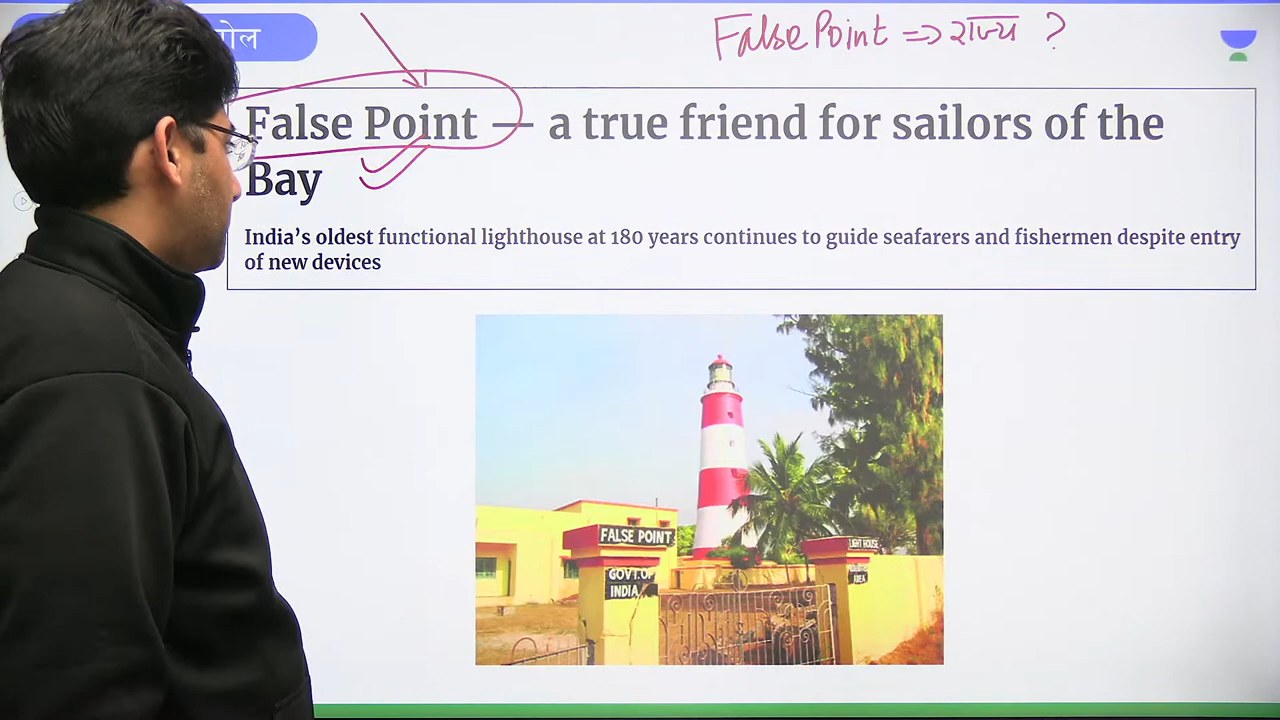 गोल
False Point => राज्य ?
False Point — a true friend for sailors of the
Bay
India's oldest functional lighthouse at 180 years continues to guide seafarers and fishermen despite entry
of new devices
FALSE POINT
GOVT.OF
INDIA
LIGHT HOUSE
AREA